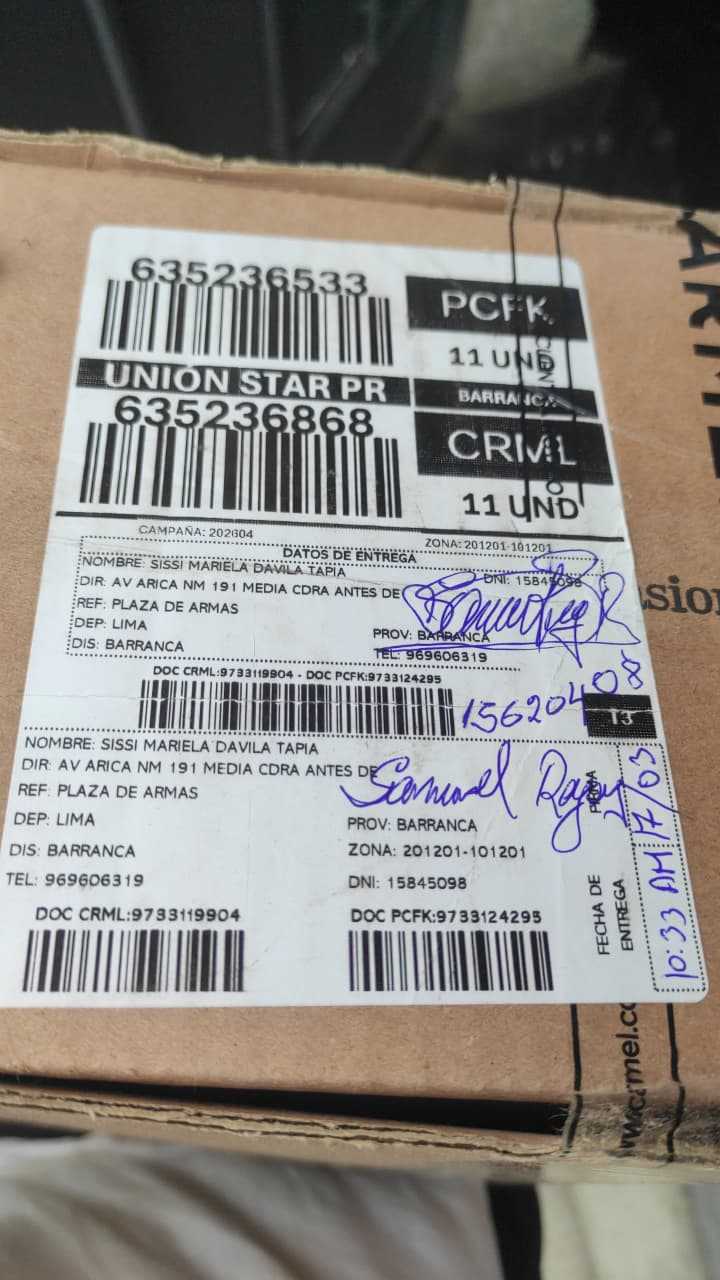 635236533
PCFK
11 UND
UNIÓN STAR PR
BARRANCA
635236868
CRML
11 UND
CAMPAÑA: 202604
ZONA: 201201-101201
DATOS DE ENTREGA
NOMBRE: SISSI MARIELA DAVILA TAPIA
DNI: 15845098
DIR: AV ARICA NM 191 MEDIA CDRA ANTES DE
REF: PLAZA DE ARMAS
DEP: LIMA
PROV: BARRANCA
DIS: BARRANCA
TEL: 969606319
DOC CRML:9733119904 - DOC PCFK:9733124295
15620408
13
NOMBRE: SISSI MARIELA DAVILA TAPIA
DIR: AV ARICA NM 191 MEDIA CDRA ANTES DE
Samuel
FIRMA
REF: PLAZA DE ARMAS
DEP: LIMA
PROV: BARRANCA
DIS: BARRANCA
ZONA: 201201-101201
TEL: 969606319
DNI: 15845098
FECHA DE
ENTREGA
10:33 AM 17/03
DOC CRML:9733119904
DOC PCFK:9733124295